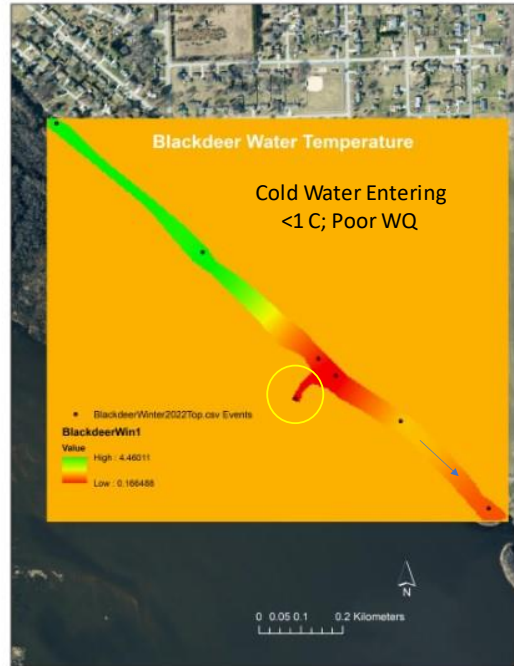 Blackdeer Water Temperature
Cold Water Entering
<1 C; Poor WQ
BlackdeerWinter2022Top.csv Events
BlackdeerWin1
Value
High : 4.46011
Low : 0.166488
N
0 0.05 0.1 0.2 Kilometers